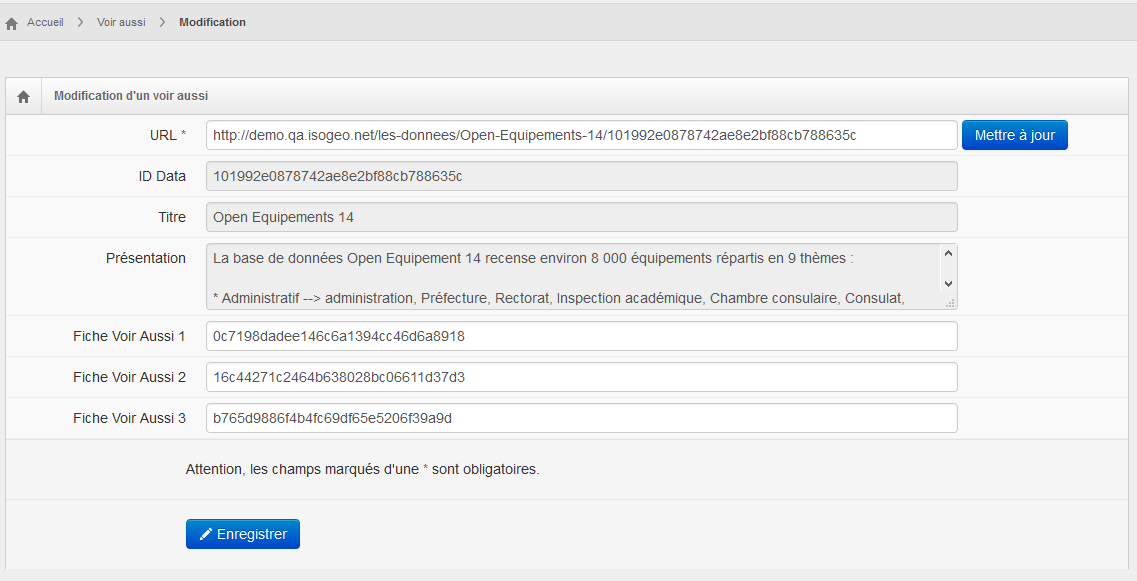 Accueil > Voir aussi > Modification
Modification d'un voir aussi
URL * http://demo.qa.isogeo.net/les-donnees/Open-Equipements-14/101992e0878742ae8e2bf88cb788635c Mettre à jour
ID Data 101992e0878742ae8e2bf88cb788635c
Titre Open Equipements 14
Présentation La base de données Open Equipement 14 recense environ 8 000 équipements répartis en 9 thèmes :
* Administratif --> administration, Préfecture, Rectorat, Inspection académique, Chambre consulaire, Consulat,
Fiche Voir Aussi 1 0c7198dadee146c6a1394cc46d6a8918
Fiche Voir Aussi 2 16c44271c2464b638028bc06611d37d3
Fiche Voir Aussi 3 b765d9886f4b4fc69df65e5206f39a9d
Attention, les champs marqués d'une * sont obligatoires.
Enregistrer